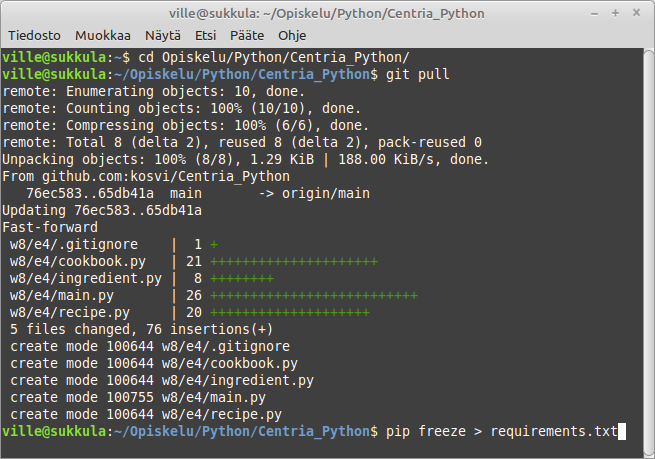 ville@sukkula: ~/Opiskelu/Python/Centria_Python
Tiedosto Muokkaa Näytä Etsi Pääte Ohje
ville@sukkula:~$ cd Opiskelu/Python/Centria_Python/
ville@sukkula:~/Opiskelu/Python/Centria_Python$ git pull
remote: Enumerating objects: 10, done.
remote: Counting objects: 100% (10/10), done.
remote: Compressing objects: 100% (6/6), done.
remote: Total 8 (delta 2), reused 8 (delta 2), pack-reused 0
Unpacking objects: 100% (8/8), 1.29 KiB | 188.00 KiB/s, done.
From github.com:kosvi/Centria_Python
   76ec583..65db41a  main       -> origin/main
Updating 76ec583..65db41a
Fast-forward
 w8/e4/.gitignore    |  1 +
 w8/e4/cookbook.py   | 21 +++++++++++++++++++++
 w8/e4/ingredient.py |  8 ++++++++
 w8/e4/main.py       | 26 ++++++++++++++++++++++++++
 w8/e4/recipe.py     | 20 ++++++++++++++++++++
 5 files changed, 76 insertions(+)
 create mode 100644 w8/e4/.gitignore
 create mode 100644 w8/e4/cookbook.py
 create mode 100644 w8/e4/ingredient.py
 create mode 100755 w8/e4/main.py
 create mode 100644 w8/e4/recipe.py
ville@sukkula:~/Opiskelu/Python/Centria_Python$ pip freeze > requirements.txt